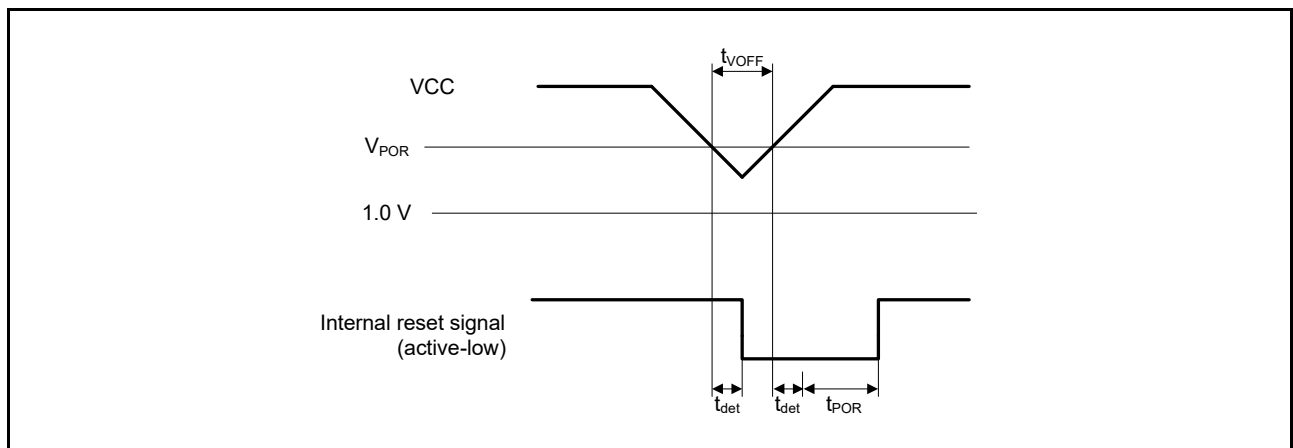 tVOFF
VCC
VPOR
1.0 V
Internal reset signal
(active-low)
tdet
tdet
tPOR